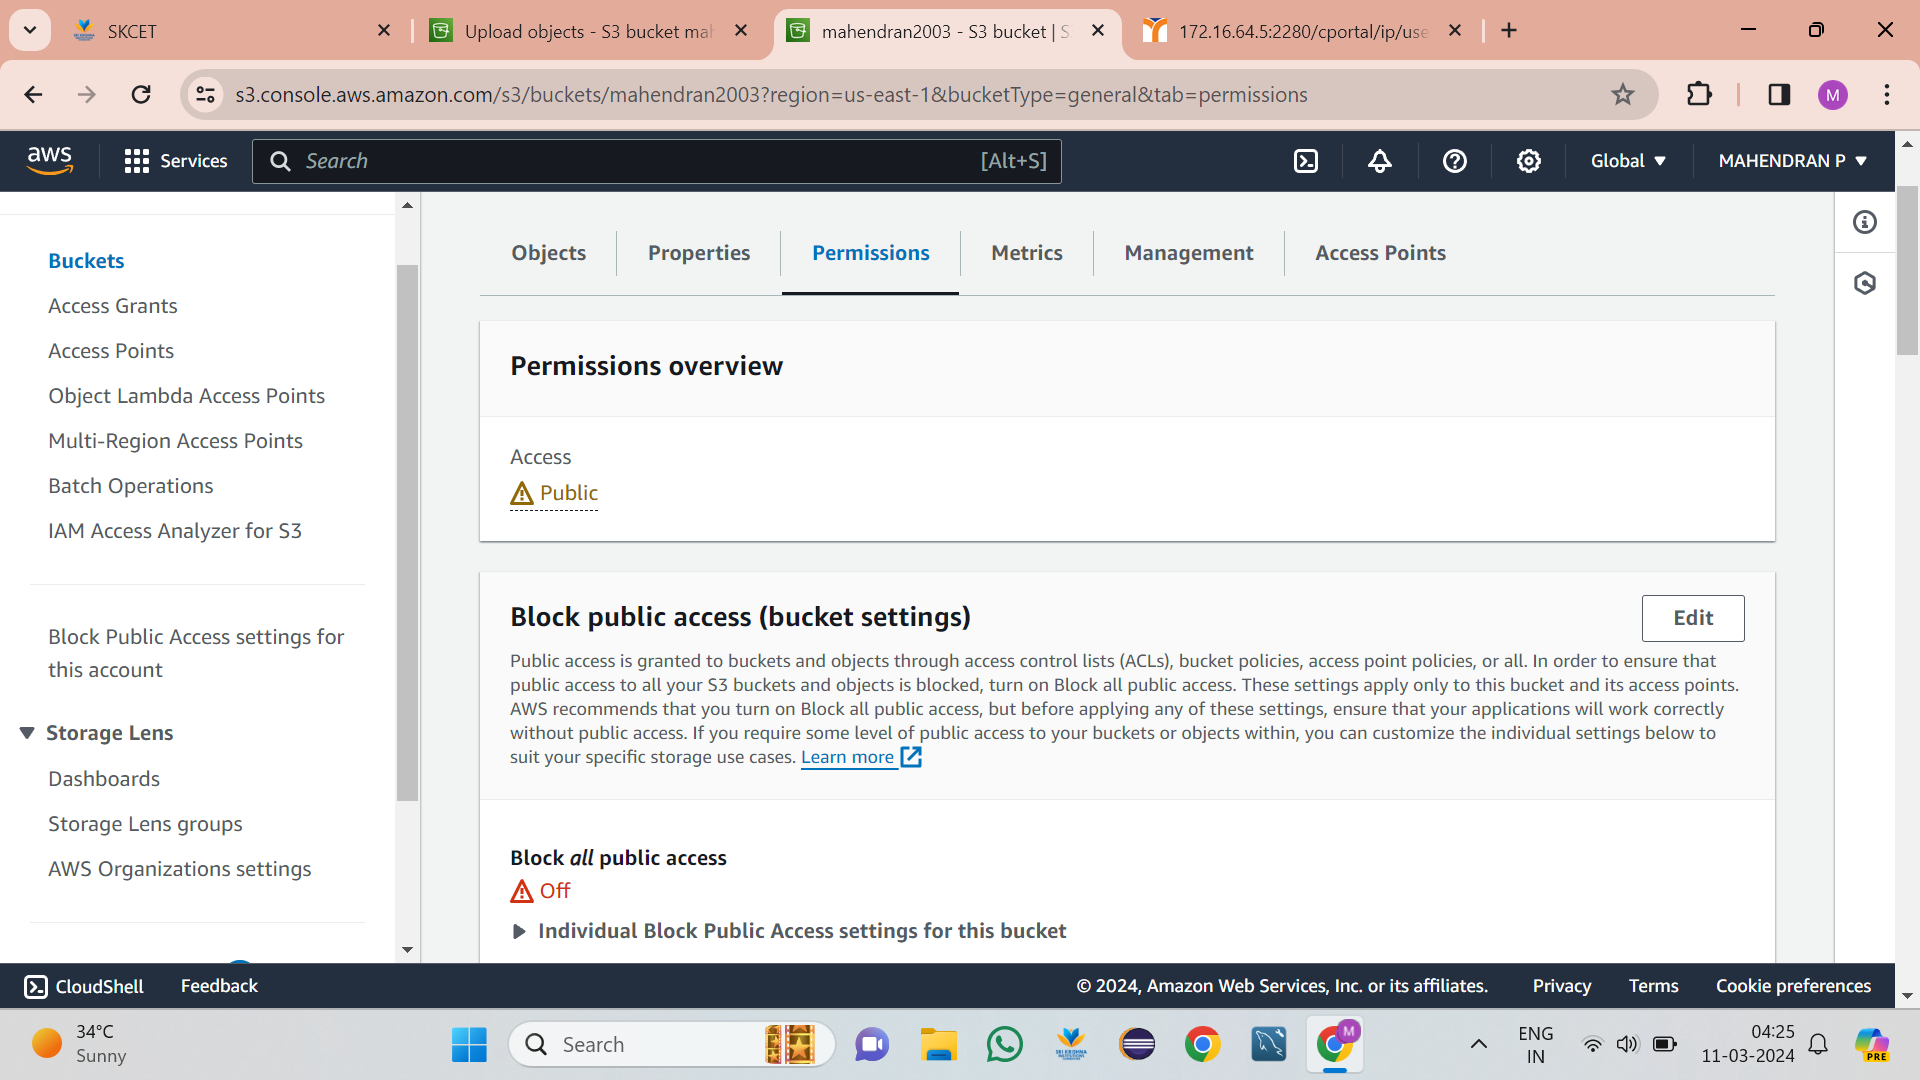 SKCET
Upload objects - S3 bucket mah
mahendran2003 - S3 bucket | S
172.16.64.5:2280/cportal/ip/use
s3.console.aws.amazon.com/s3/buckets/mahendran2003?region=us-east-1&bucketType=general&tab=permissions
M
aws
Services
Search
[Alt+S]
Global
MAHENDRAN P
Buckets
Access Grants
Access Points
Object Lambda Access Points
Multi-Region Access Points
Batch Operations
IAM Access Analyzer for S3
Block Public Access settings for
this account
Storage Lens
Dashboards
Storage Lens groups
AWS Organizations settings
Objects
Properties
Permissions
Metrics
Management
Access Points
Permissions overview
Access
Public
Block public access (bucket settings)
Edit
Public access is granted to buckets and objects through access control lists (ACLs), bucket policies, access point policies, or all. In order to ensure that
public access to all your S3 buckets and objects is blocked, turn on Block all public access. These settings apply only to this bucket and its access points.
AWS recommends that you turn on Block all public access, but before applying any of these settings, ensure that your applications will work correctly
without public access. If you require some level of public access to your buckets or objects within, you can customize the individual settings below to
suit your specific storage use cases. Learn more
Block all public access
Off
Individual Block Public Access settings for this bucket
CloudShell
Feedback
© 2024, Amazon Web Services, Inc. or its affiliates.
Privacy
Terms
Cookie preferences
34°C
Sunny
Search
M
ENG
IN
04:25
11-03-2024
PRE